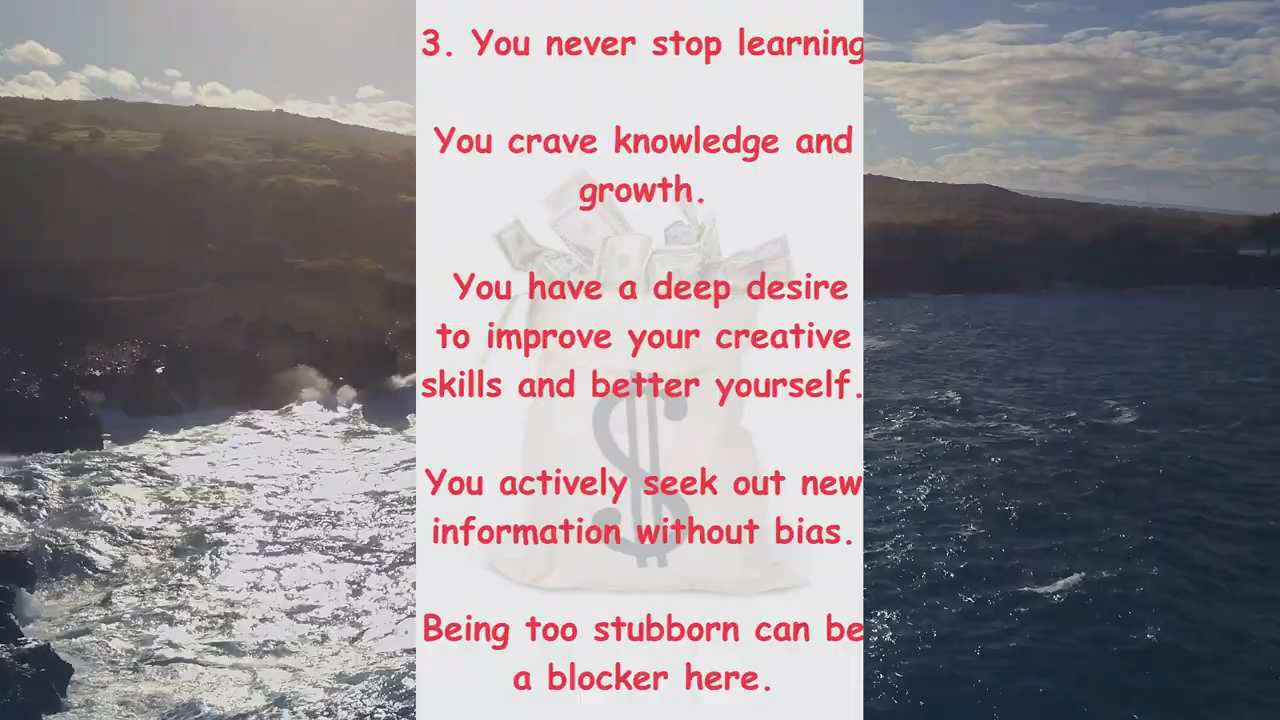 3. You never stop learning
You crave knowledge and
growth.
You have a deep desire
to improve your creative
skills and better yourself.
You actively seek out new
information without bias.
Being too stubborn can be
a blocker here.
$